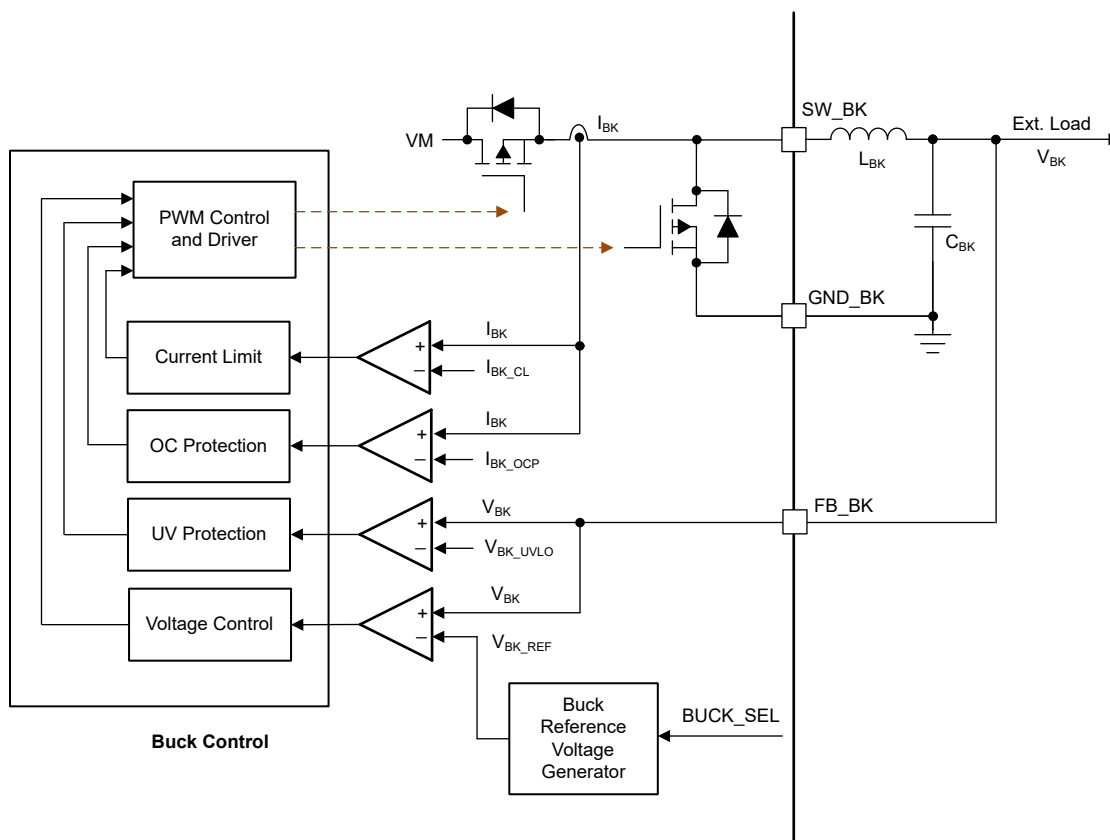 SW_BK
I_BK
Ext. Load
VM
L_BK
V_BK
PWM Control
and Driver
C_BK
GND_BK
I_BK
+
Current Limit
−
I_BK_CL
I_BK
+
OC Protection
−
I_BK_OCP
FB_BK
V_BK
+
UV Protection
−
V_BK_UVLO
V_BK
+
Voltage Control
−
V_BK_REF
Buck
Reference
Voltage
Generator
BUCK_SEL
Buck Control